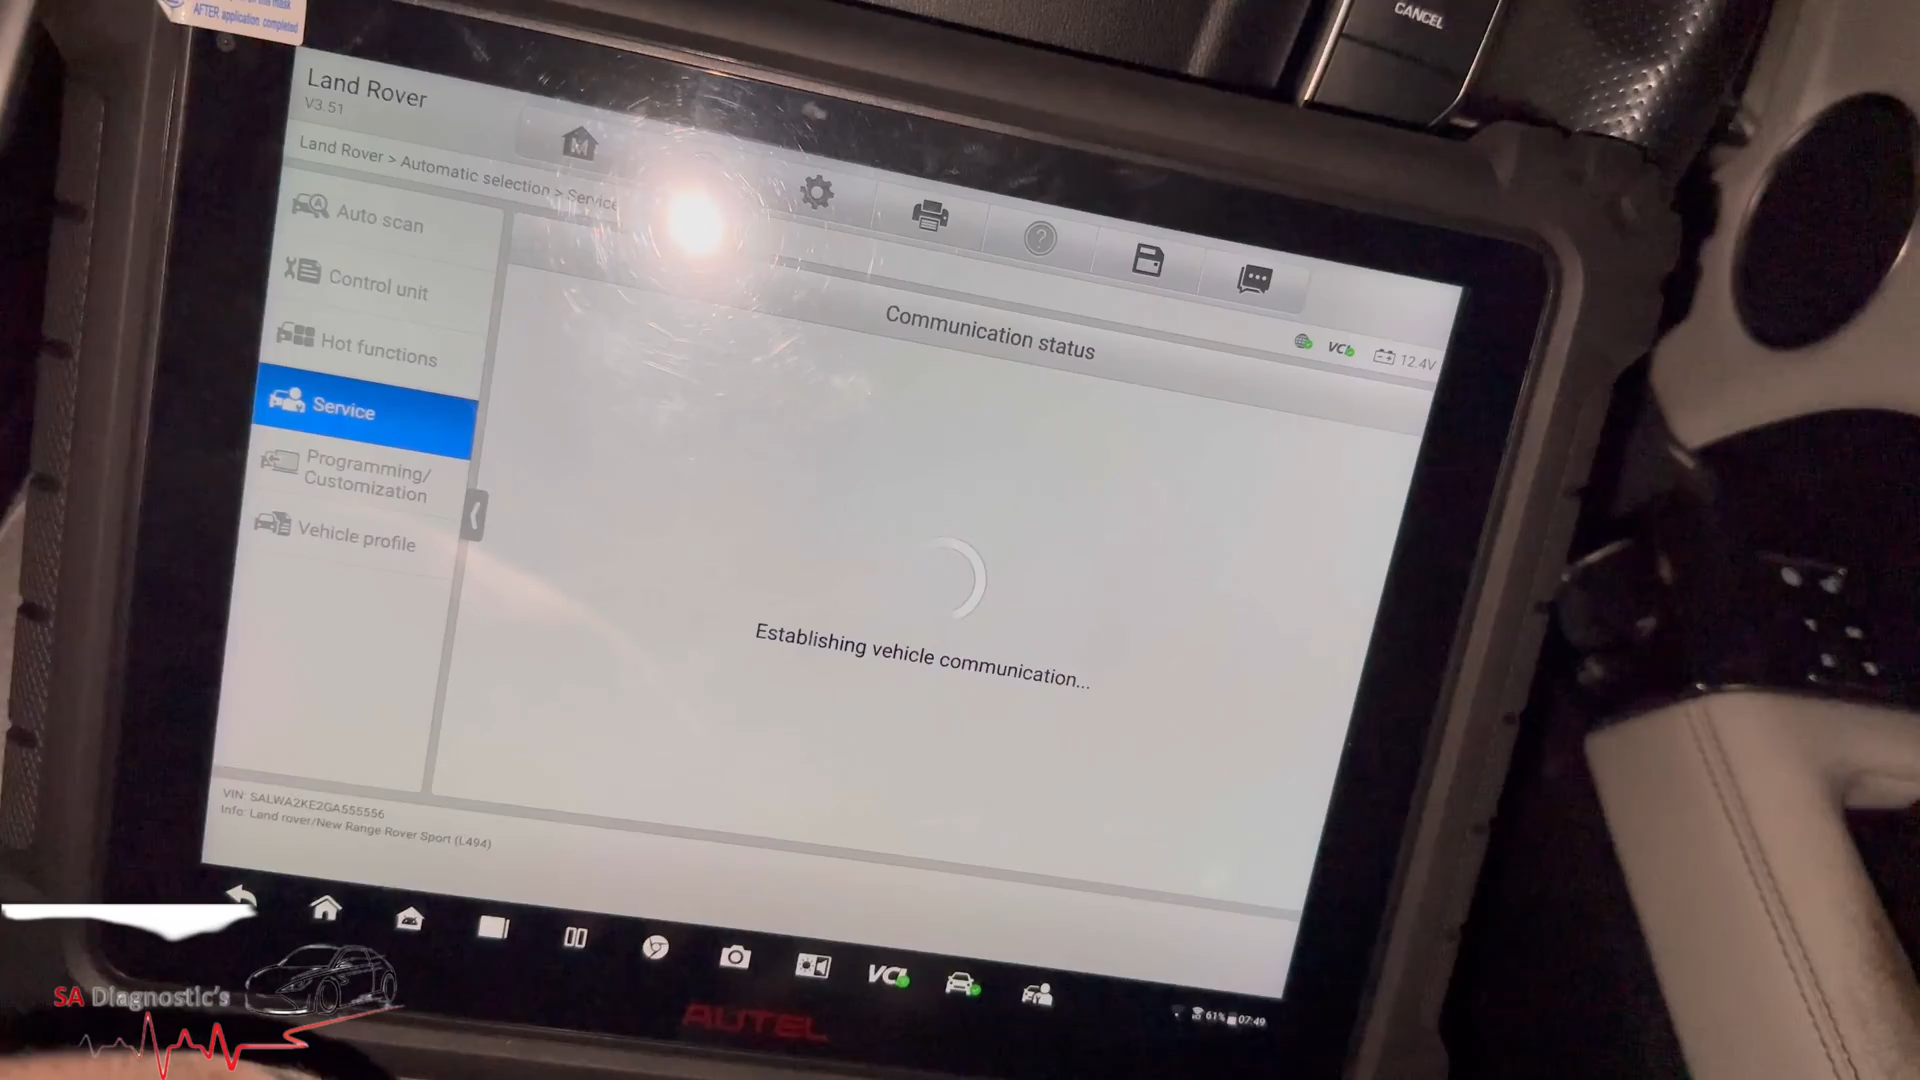 AFTER application completed
CANCEL
Land Rover
V3.51
Land Rover > Automatic selection > Service
Auto scan
Control unit
Hot functions
Service
Programming/
Customization
Vehicle profile
Communication status
VCI
12.4V
Establishing vehicle communication...
VIN: SALWA2KE2GA555556
Info: Land rover/New Range Rover Sport (L494)
VCI
61%
07:49
AUTEL
SA Diagnostic's